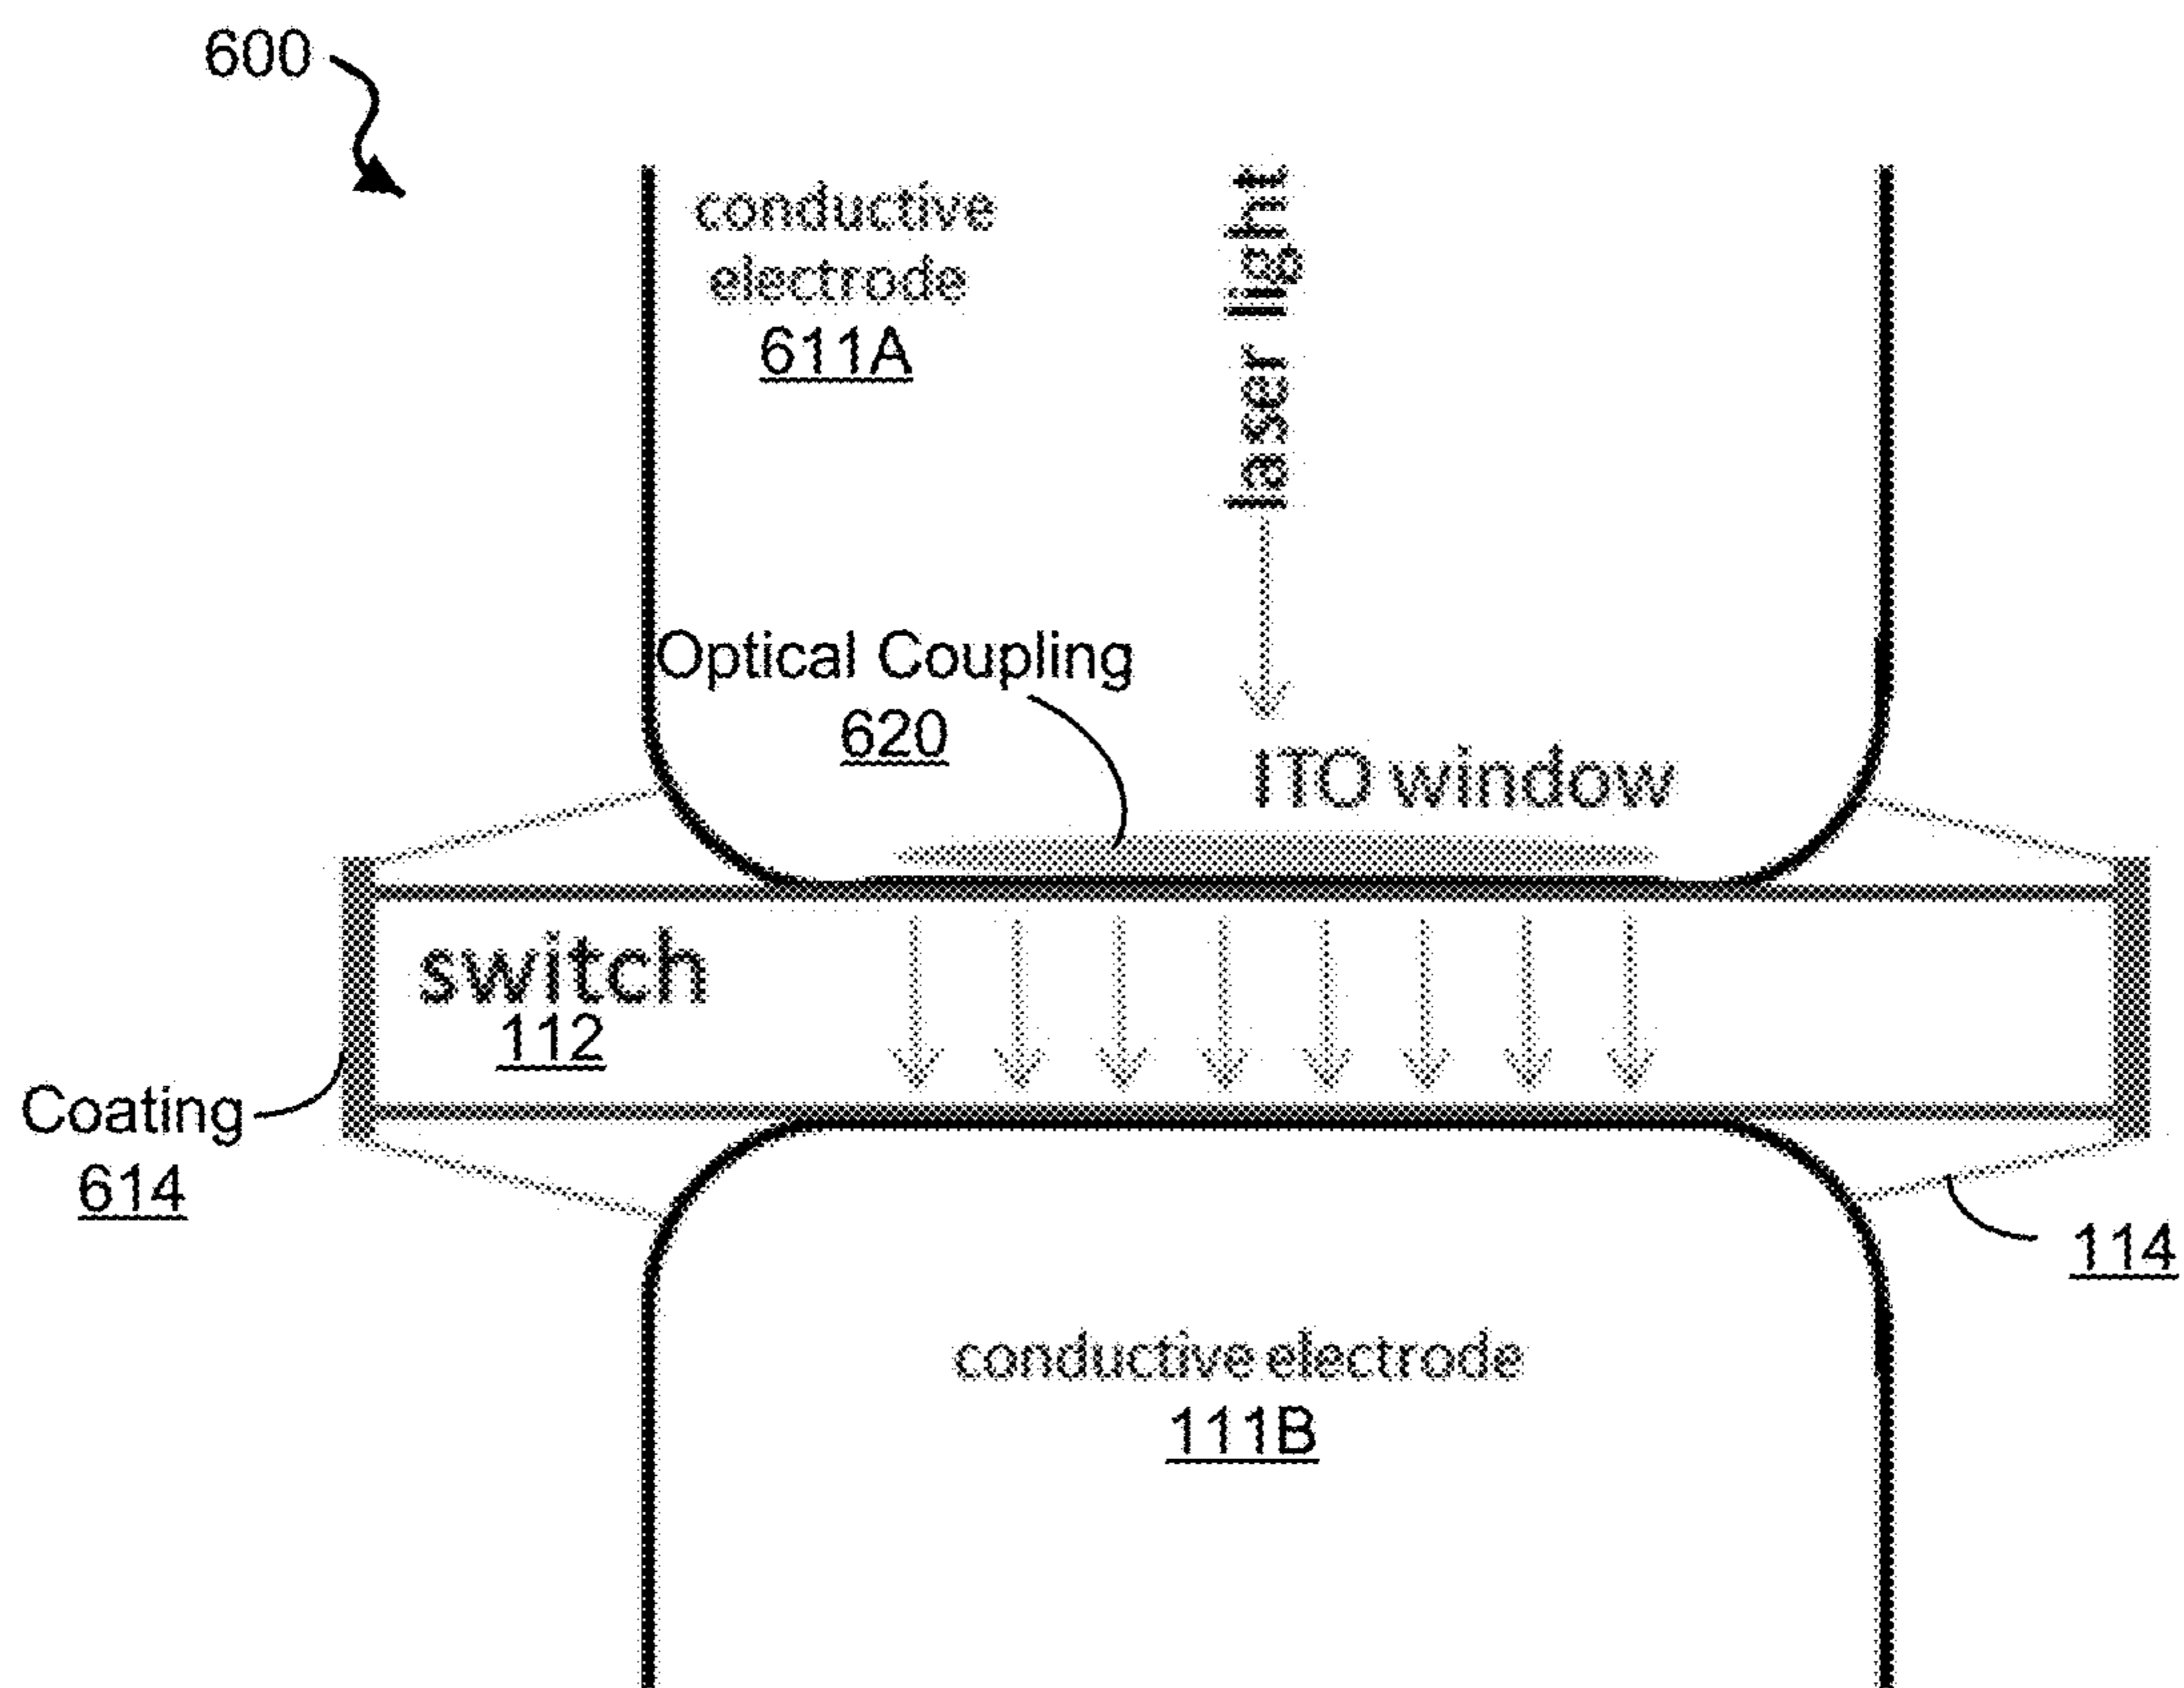 600
conductive
electrode
611A
laser light
Optical Coupling
620
ITO window
switch
112
Coating
614
114
conductive electrode
111B